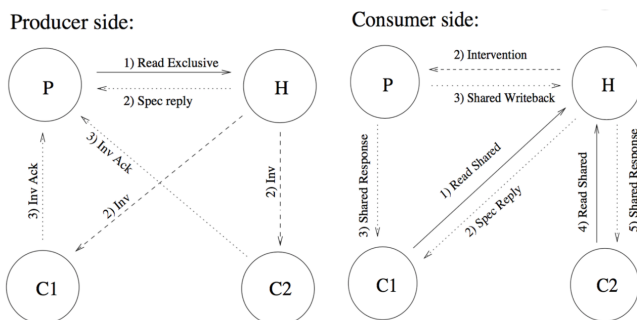 Producer side:
P
1) Read Exclusive
2) Spec reply
H
3) Inv Ack
3) Inv Ack
2) Inv
2) Inv
C1
C2
Consumer side:
P
2) Intervention
3) Shared Writeback
H
3) Shared Response
1) Read Shared
2) Spec Reply
4) Read Shared
5) Shared Response
C1
C2